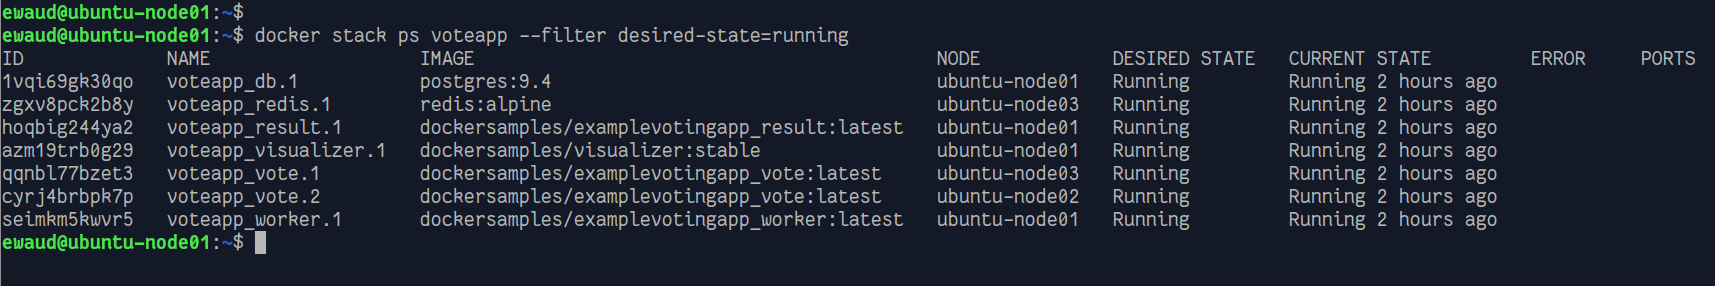 ewaud@ubuntu-node01:~$
ewaud@ubuntu-node01:~$ docker stack ps voteapp --filter desired-state=running
ID NAME IMAGE NODE DESIRED STATE CURRENT STATE ERROR PORTS
1vqi69gk30qo voteapp_db.1 postgres:9.4 ubuntu-node01 Running Running 2 hours ago
zgxv8pck2b8y voteapp_redis.1 redis:alpine ubuntu-node03 Running Running 2 hours ago
hoqbig244ya2 voteapp_result.1 dockersamples/examplevotingapp_result:latest ubuntu-node01 Running Running 2 hours ago
azm19trb0g29 voteapp_visualizer.1 dockersamples/visualizer:stable ubuntu-node01 Running Running 2 hours ago
qqnbl77bzet3 voteapp_vote.1 dockersamples/examplevotingapp_vote:latest ubuntu-node03 Running Running 2 hours ago
cyrj4brbpk7p voteapp_vote.2 dockersamples/examplevotingapp_vote:latest ubuntu-node02 Running Running 2 hours ago
seimkm5kwvr5 voteapp_worker.1 dockersamples/examplevotingapp_worker:latest ubuntu-node01 Running Running 2 hours ago
ewaud@ubuntu-node01:~$